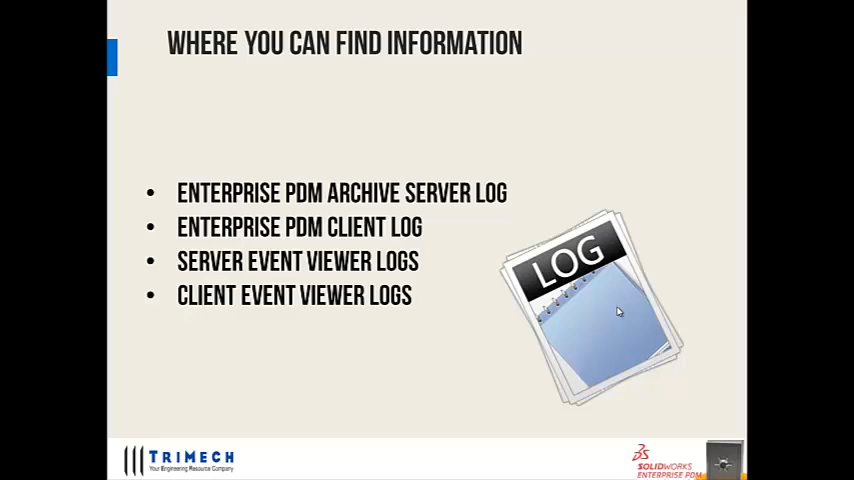 WHERE YOU CAN FIND INFORMATION
• ENTERPRISE PDM ARCHIVE SERVER LOG
• ENTERPRISE PDM CLIENT LOG
• SERVER EVENT VIEWER LOGS
• CLIENT EVENT VIEWER LOGS
LOG
TRIMECH
Your Engineering Resource Company
SOLIDWORKS
ENTERPRISE PDM